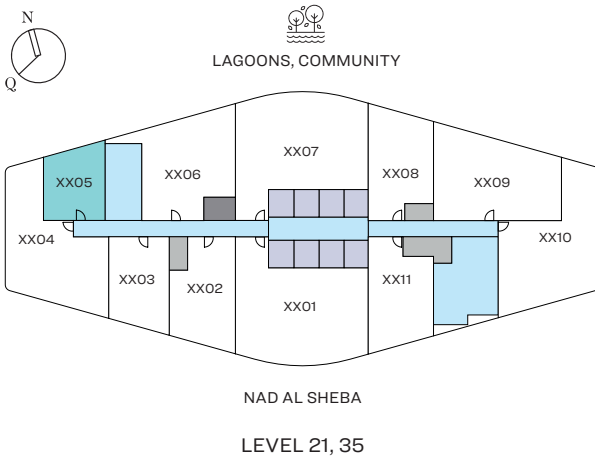 N
Q
LAGOONS, COMMUNITY
XX07
XX06
XX08
XX05
XX09
XX04
XX10
XX03
XX02
XX01
XX11
NAD AL SHEBA
LEVEL 21, 35